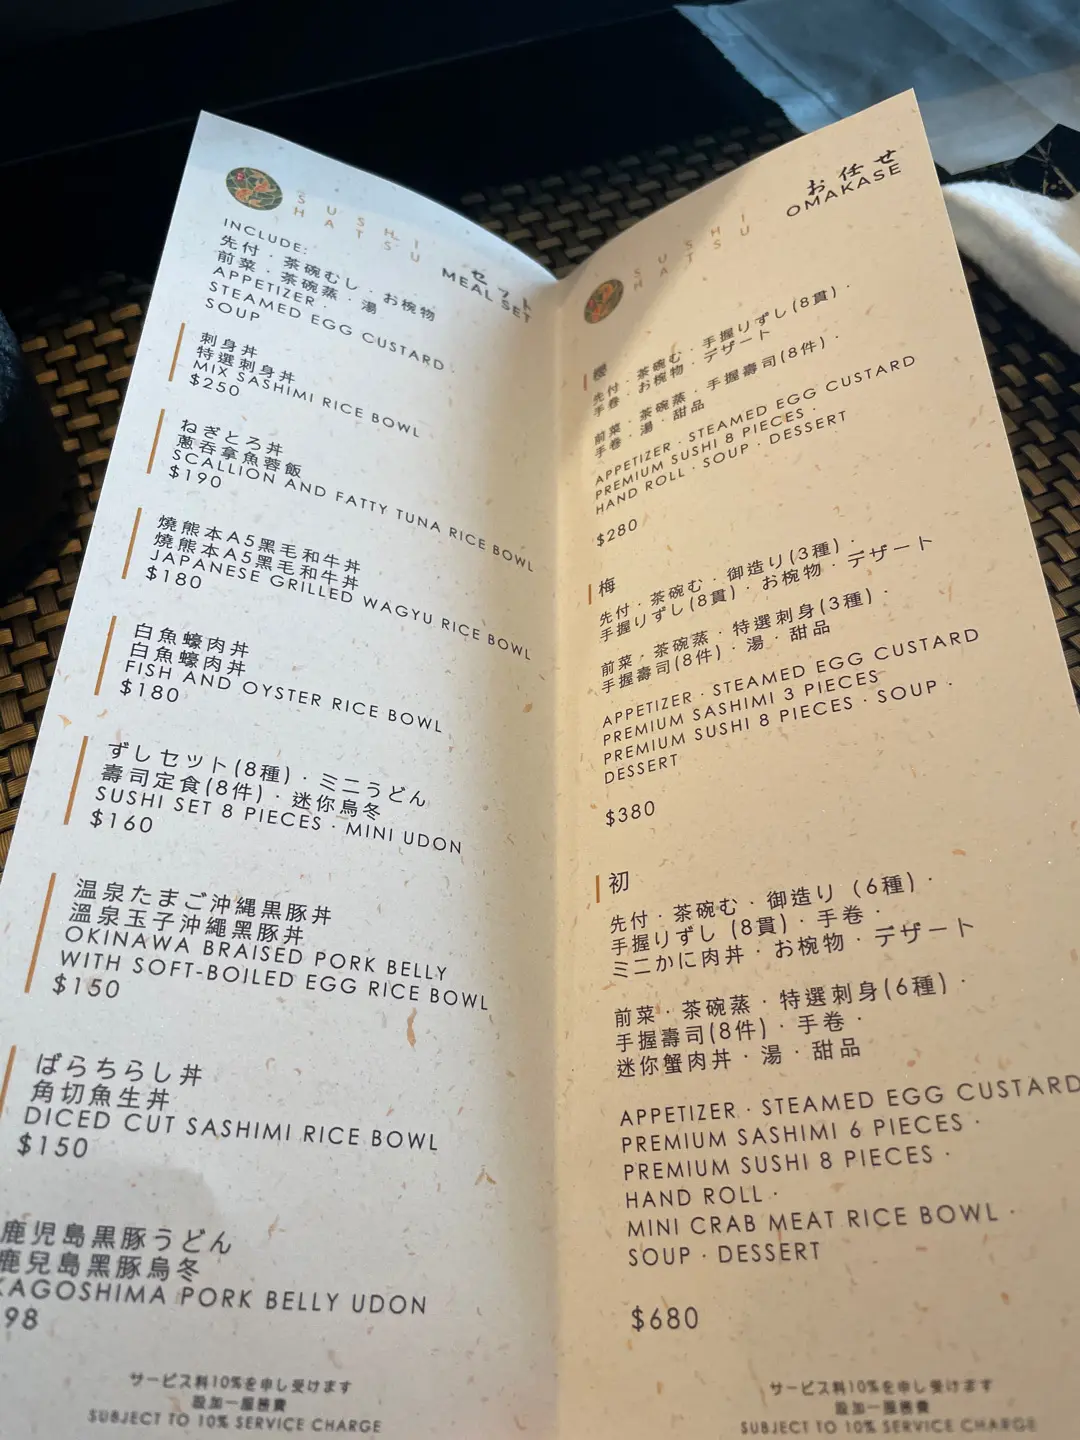 SUSHI
HATSU
セット
MEAL SET
INCLUDE:
先付・茶碗むし・お椀物
前菜・茶碗蒸・湯
APPETIZER・
STEAMED EGG CUSTARD・
SOUP
刺身丼
特選刺身丼
MIX SASHIMI RICE BOWL
$250
ねぎとろ丼
蔥吞拿魚蓉飯
SCALLION AND FATTY TUNA RICE BOWL
$190
燒熊本A5黑毛和牛丼
燒熊本A5黑毛和牛丼
JAPANESE GRILLED WAGYU RICE BOWL
$180
白魚蠔肉丼
白魚蠔肉丼
FISH AND OYSTER RICE BOWL
$180
ずしセット(8種)・ミニうどん
壽司定食(8件)・迷你烏冬
SUSHI SET 8 PIECES・MINI UDON
$160
温泉たまご沖縄黒豚丼
溫泉玉子沖繩黑豚丼
OKINAWA BRAISED PORK BELLY
WITH SOFT-BOILED EGG RICE BOWL
$150
ばらちらし丼
角切魚生丼
DICED CUT SASHIMI RICE BOWL
$150
鹿児島黒豚うどん
鹿兒島黑豚烏冬
KAGOSHIMA PORK BELLY UDON
98
サービス料10%を申し受けます
設加一服務費
SUBJECT TO 10% SERVICE CHARGE
お任せ
OMAKASE
SUSHI
HATSU
櫻
先付・茶碗む・手握りずし(8貫)・
手巻・お椀物・デザート
前菜・茶碗蒸・手握壽司(8件)・
手卷・湯・甜品
APPETIZER・STEAMED EGG CUSTARD
PREMIUM SUSHI 8 PIECES・
HAND ROLL・SOUP・DESSERT
$280
梅
先付・茶碗む・御造り(3種)・
手握りずし(8貫)・お椀物・デザート
前菜・茶碗蒸・特選刺身(3種)・
手握壽司(8件)・湯・甜品
APPETIZER・STEAMED EGG CUSTARD
PREMIUM SASHIMI 3 PIECES
PREMIUM SUSHI 8 PIECES・SOUP・
DESSERT
$380
初
先付・茶碗む・御造り（6種）・
手握りずし（8貫）・手巻・
ミニかに肉丼・お椀物・デザート
前菜・茶碗蒸・特選刺身(6種)・
手握壽司(8件)・手卷・
迷你蟹肉丼・湯・甜品
APPETIZER・STEAMED EGG CUSTARD
PREMIUM SASHIMI 6 PIECES・
PREMIUM SUSHI 8 PIECES・
HAND ROLL・
MINI CRAB MEAT RICE BOWL・
SOUP・DESSERT
$680
サービス料10%を申し受けます
設加一服務費
SUBJECT TO 10% SERVICE CHARGE